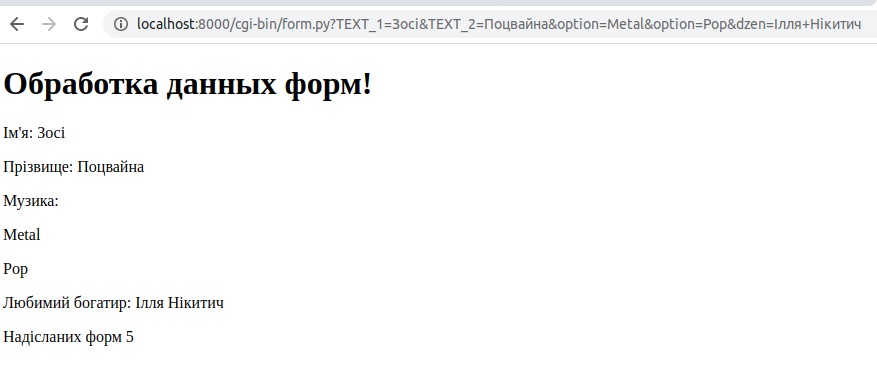 localhost:8000/cgi-bin/form.py?TEXT_1=Зосі&TEXT_2=Поцвайна&option=Metal&option=Pop&dzen=Ілля+Нікитич
Обработка данных форм!
Ім'я: Зосі
Прізвище: Поцвайна
Музика:
Metal
Pop
Любимий богатир: Ілля Нікитич
Надісланих форм 5